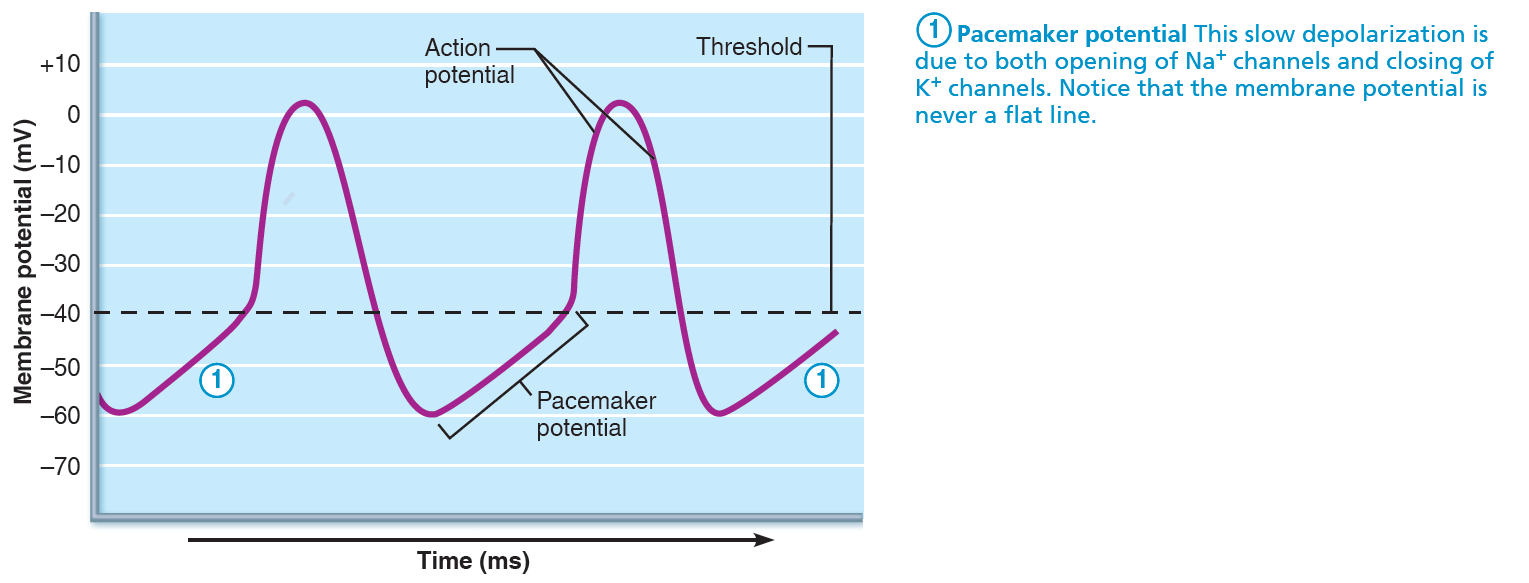 Action
potential
Threshold
+10
0
–10
–20
–30
–40
–50
–60
–70
Membrane potential (mV)
1
1
Pacemaker
potential
Time (ms)
1 Pacemaker potential This slow depolarization is
due to both opening of Na⁺ channels and closing of
K⁺ channels. Notice that the membrane potential is
never a flat line.